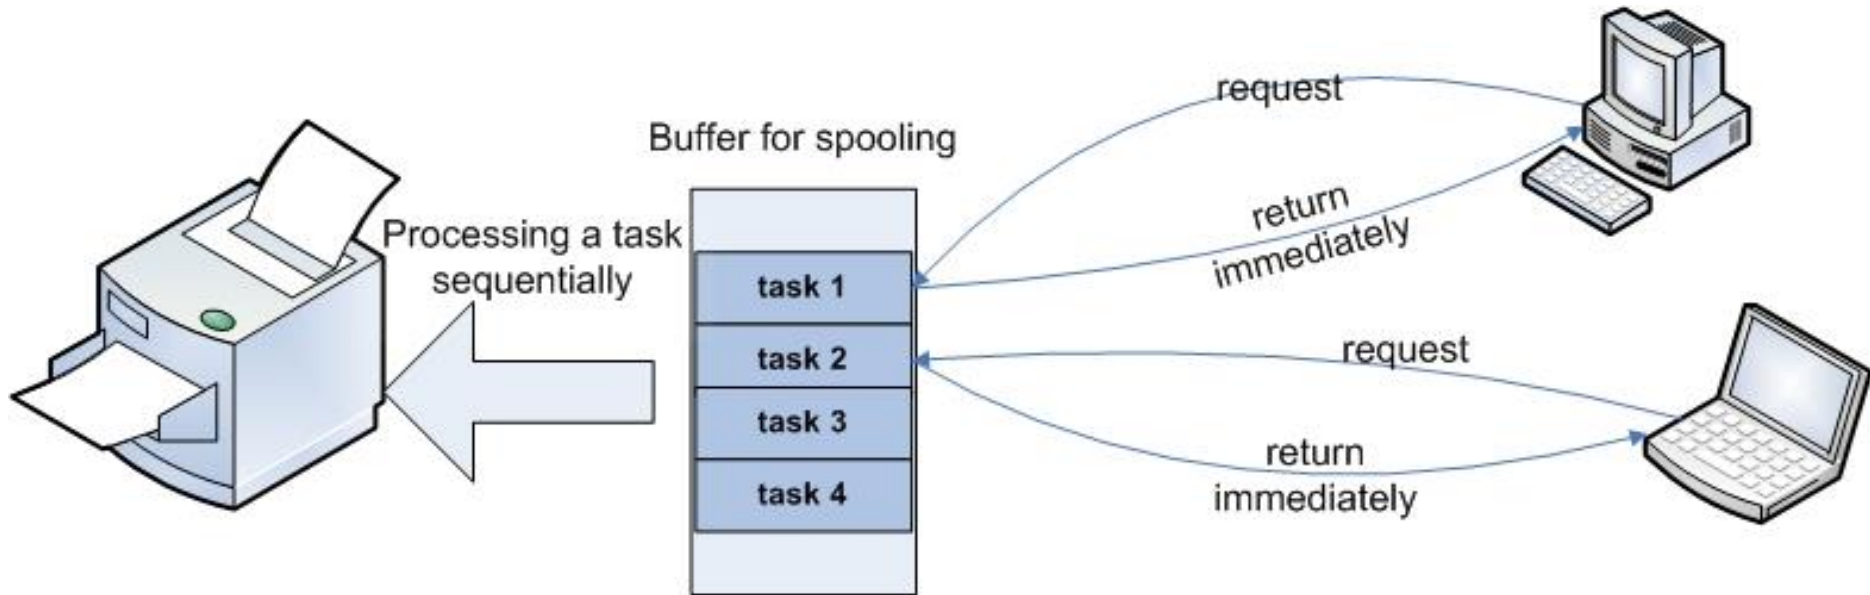 Buffer for spooling
Processing a task
sequentially
task 1
task 2
task 3
task 4
request
return
immediately
request
return
immediately